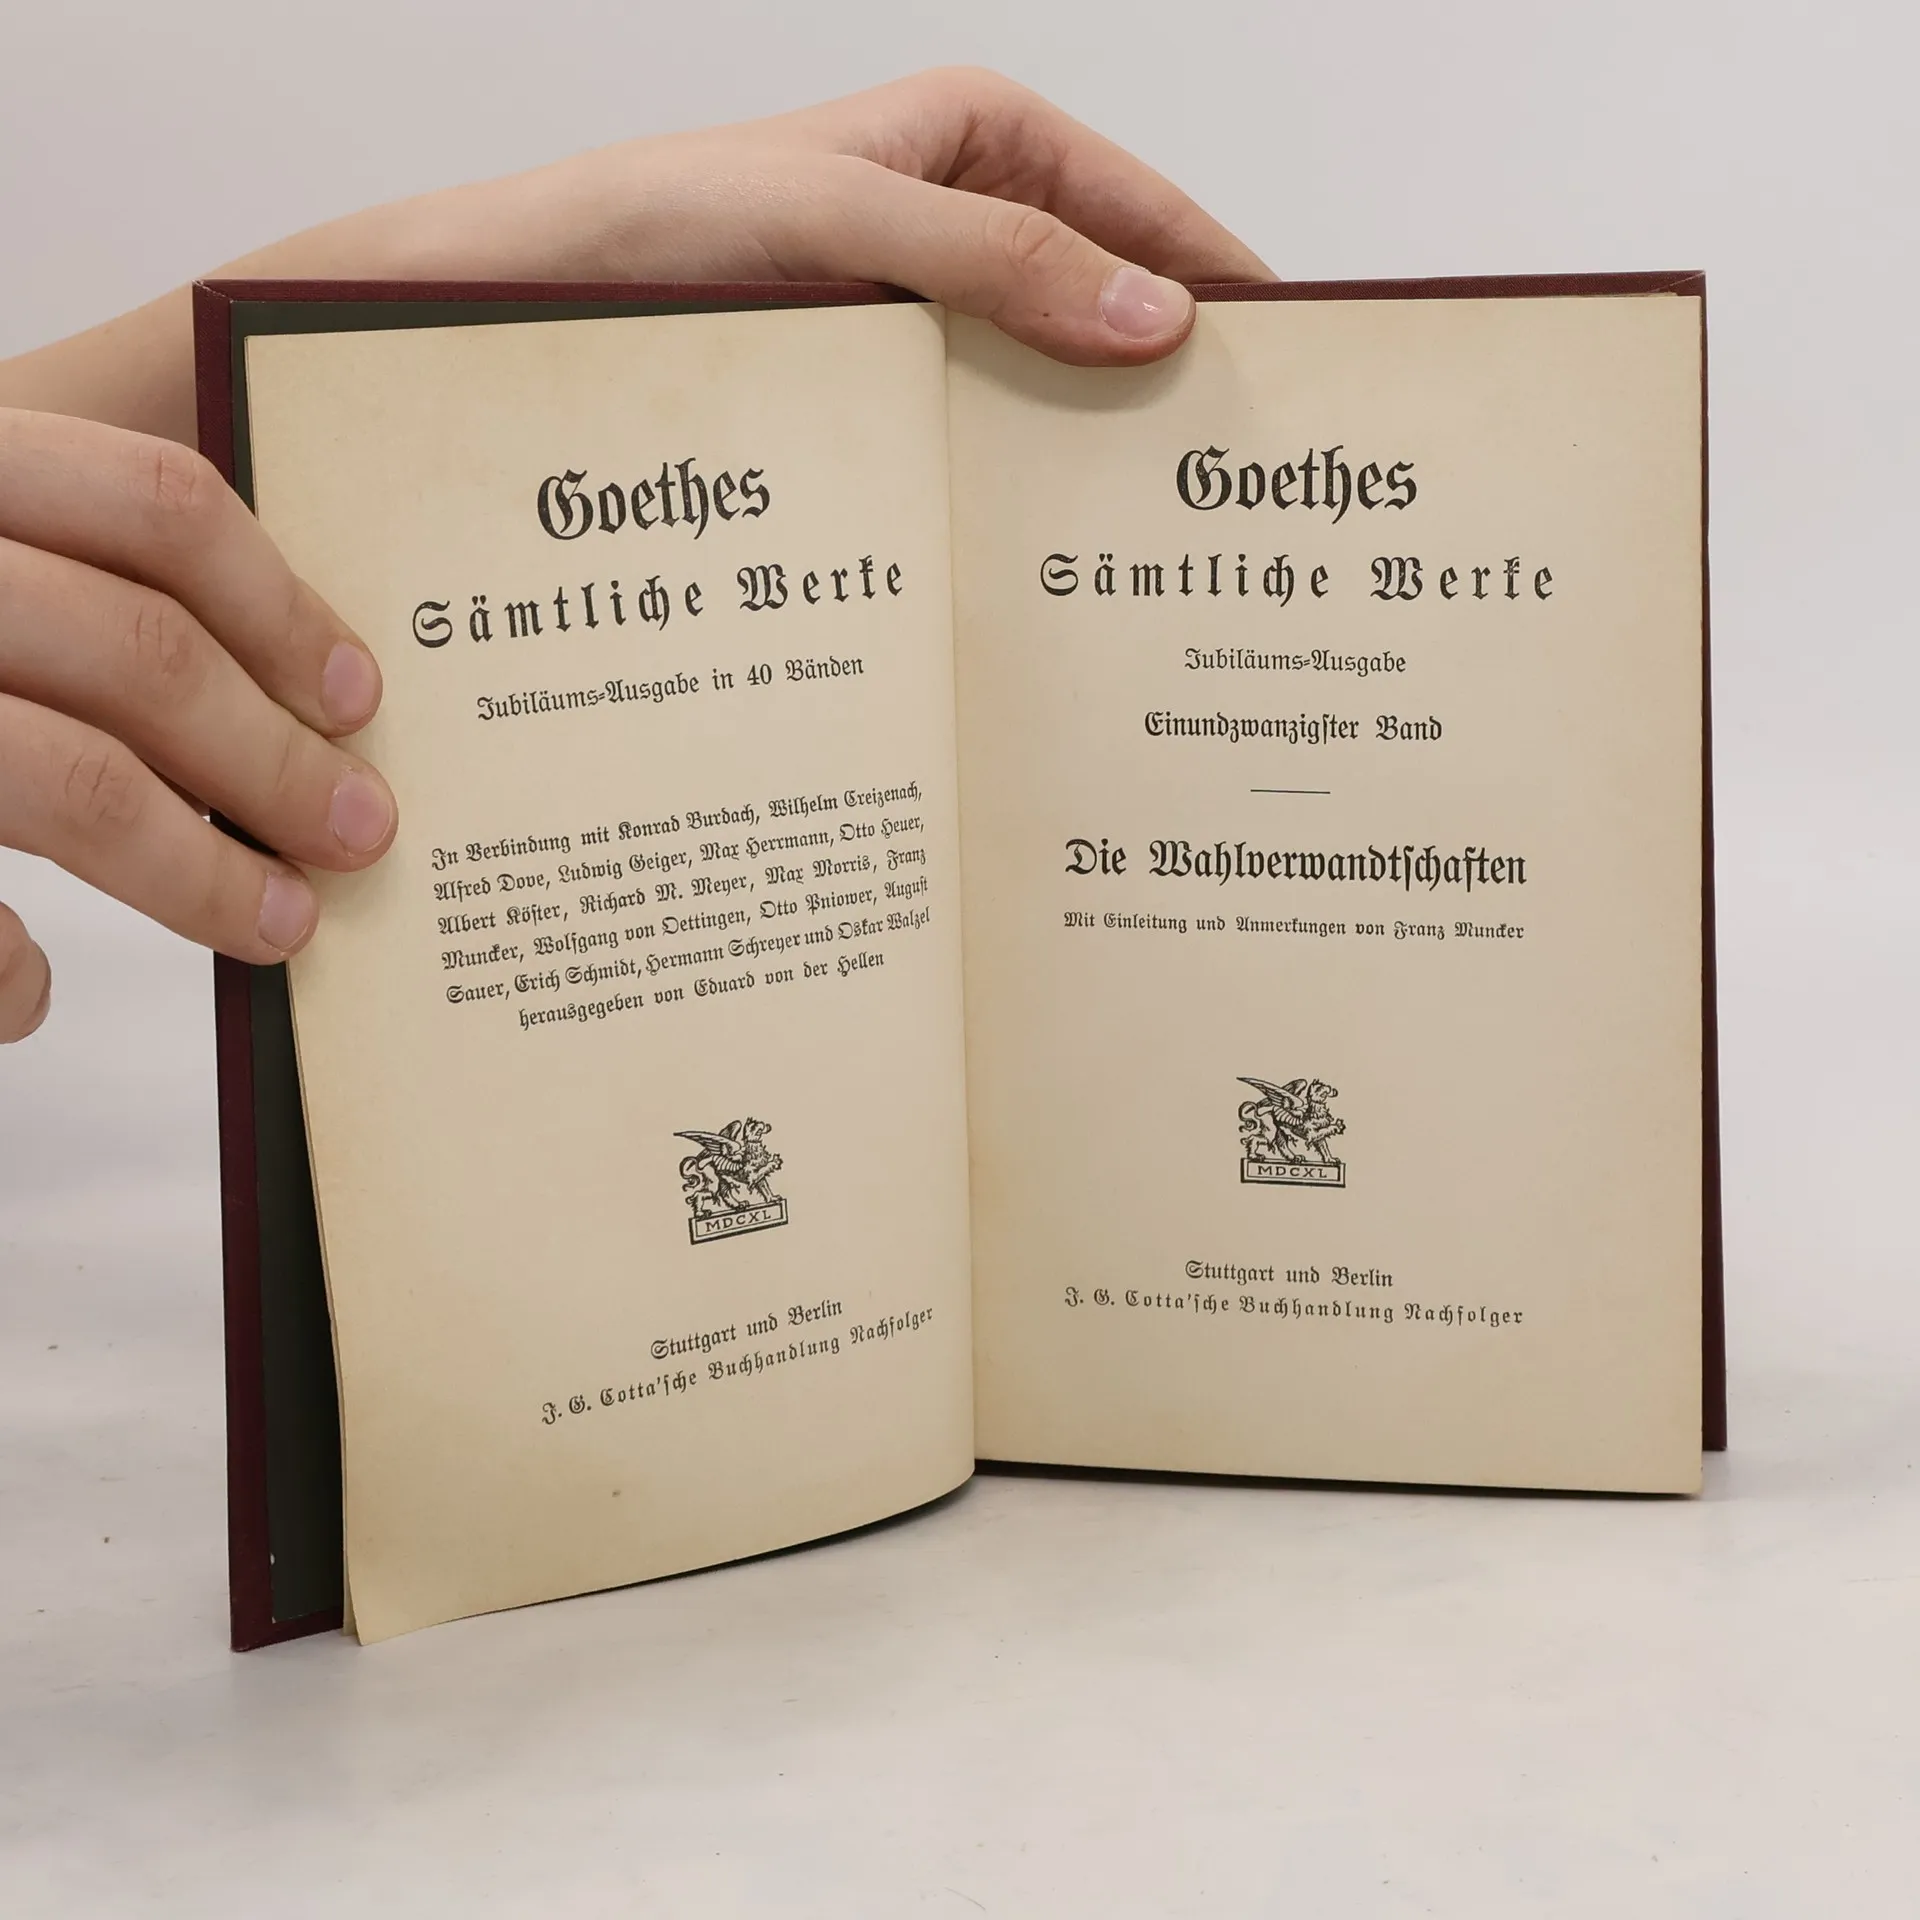 Goethes
Sämtliche Werke
Jubiläums-Ausgabe in 40 Bänden
In Verbindung mit Konrad Burdach, Wilhelm Creizenach,
Alfred Dove, Ludwig Geiger, Max Herrmann, Otto Heuer,
Albert Köster, Richard M. Meyer, Max Morris, Franz
Muncker, Wolfgang von Oettingen, Otto Pniower, August
Sauer, Erich Schmidt, Hermann Schreyer und Oskar Walzel
herausgegeben von Eduard von der Hellen
MDCXL
Stuttgart und Berlin
J. G. Cotta'sche Buchhandlung Nachfolger
Goethes
Sämtliche Werke
Jubiläums-Ausgabe
Einundzwanzigster Band
Die Wahlverwandtschaften
Mit Einleitung und Anmerkungen von Franz Muncker
MDCXL
Stuttgart und Berlin
J. G. Cotta'sche Buchhandlung Nachfolger